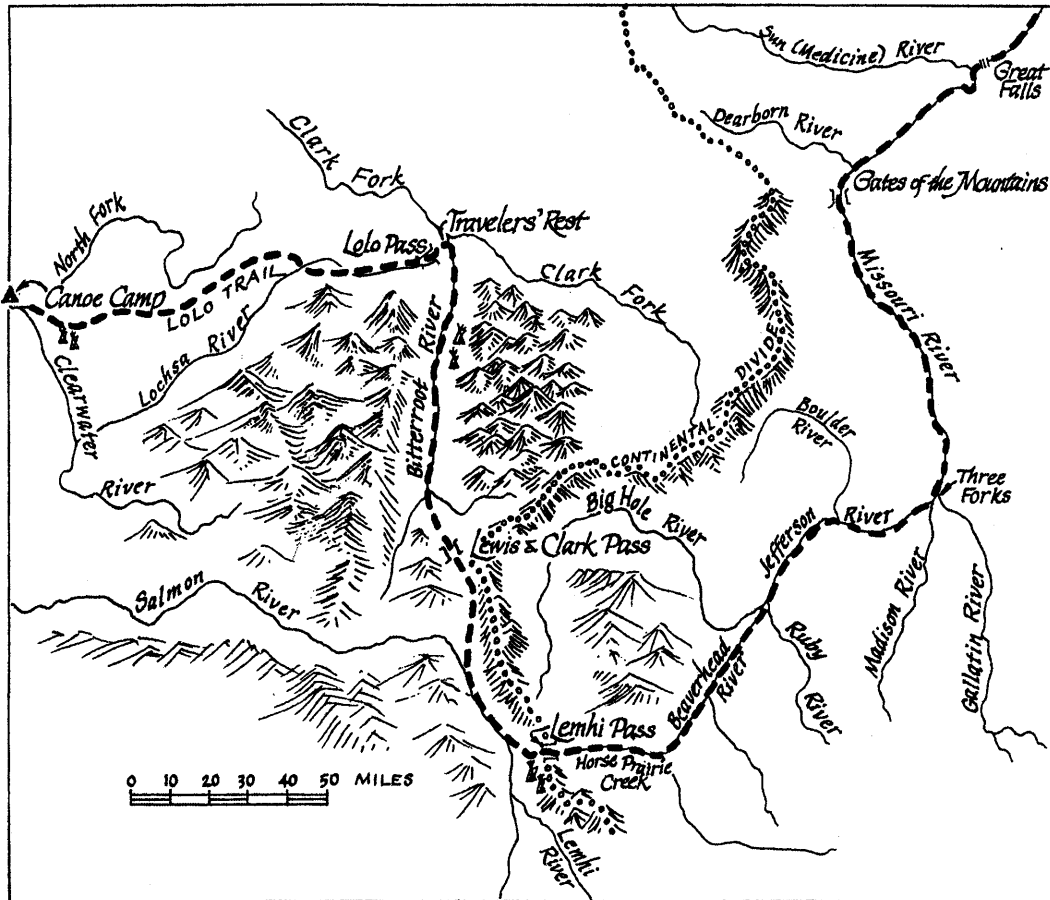 Sun (Medicine) River
Great
Falls
Dearborn River
Clark
Fork
Gates of the Mountains
North Fork
Travelers' Rest
Lolo Pass
Clark
Fork
Canoe Camp
LOLO TRAIL
Missouri
River
River
Lochsa River
DIVIDE
Clearwater
Bitterroot
Boulder
River
CONTINENTAL
River
Big Hole
River
Three
Forks
Jefferson
River
Lewis & Clark Pass
Salmon
River
Madison River
Gallatin River
Ruby
River
Beaverhead
River
Lemhi Pass
Horse Prairie
Creek
0 10 20 30 40 50 MILES
Lemhi
River